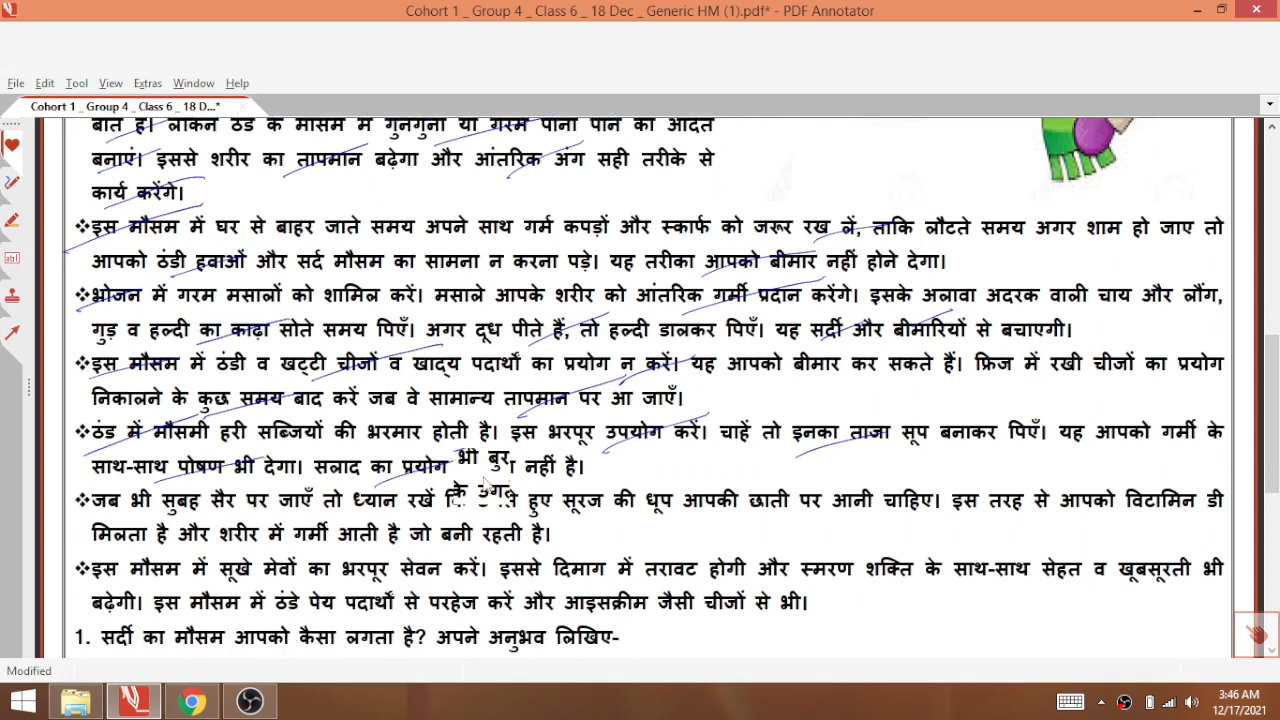 Cohort 1 _ Group 4 _ Class 6 _ 18 Dec _ Generic HM (1).pdf* - PDF Annotator
File Edit Tool View Extras Window Help
Cohort 1 _ Group 4 _ Class 6 _ 18 D...*
बात है। लेकिन ठंड के मौसम में गुनगुना या गरम पानी पीने की आदत
बनाएं। इससे शरीर का तापमान बढ़ेगा और आंतरिक अंग सही तरीके से
कार्य करेंगे।
❖इस मौसम में घर से बाहर जाते समय अपने साथ गर्म कपड़ों और स्कार्फ को जरूर रख लें, ताकि लौटते समय अगर शाम हो जाए तो
आपको ठंडी हवाओं और सर्द मौसम का सामना न करना पड़े। यह तरीका आपको बीमार नहीं होने देगा।
❖भोजन में गरम मसालों को शामिल करें। मसाले आपके शरीर को आंतरिक गर्मी प्रदान करेंगे। इसके अलावा अदरक वाली चाय और लौंग,
गुड़ व हल्दी का काढ़ा सोते समय पिएँ। अगर दूध पीते हैं, तो हल्दी डालकर पिएँ। यह सर्दी और बीमारियों से बचाएगी।
❖इस मौसम में ठंडी व खट्टी चीजों व खाद्य पदार्थों का प्रयोग न करें। यह आपको बीमार कर सकते हैं। फ्रिज में रखी चीजों का प्रयोग
निकालने के कुछ समय बाद करें जब वे सामान्य तापमान पर आ जाएँ।
❖ठंड में मौसमी हरी सब्जियों की भरमार होती है। इस भरपूर उपयोग करें। चाहें तो इनका ताजा सूप बनाकर पिएँ। यह आपको गर्मी के
साथ-साथ पोषण भी देगा। सलाद का प्रयोग भी बुर नहीं है।
❖जब भी सुबह सैर पर जाएँ तो ध्यान रखें के उगत हुए सूरज की धूप आपकी छाती पर आनी चाहिए। इस तरह से आपको विटामिन डी
मिलता है और शरीर में गर्मी आती है जो बनी रहती है।
❖इस मौसम में सूखे मेवों का भरपूर सेवन करें। इससे दिमाग में तरावट होगी और स्मरण शक्ति के साथ-साथ सेहत व खूबसूरती भी
बढ़ेगी। इस मौसम में ठंडे पेय पदार्थों से परहेज करें और आइसक्रीम जैसी चीजों से भी।
1. सर्दी का मौसम आपको कैसा लगता है? अपने अनुभव लिखिए-
Modified
3:46 AM
12/17/2021